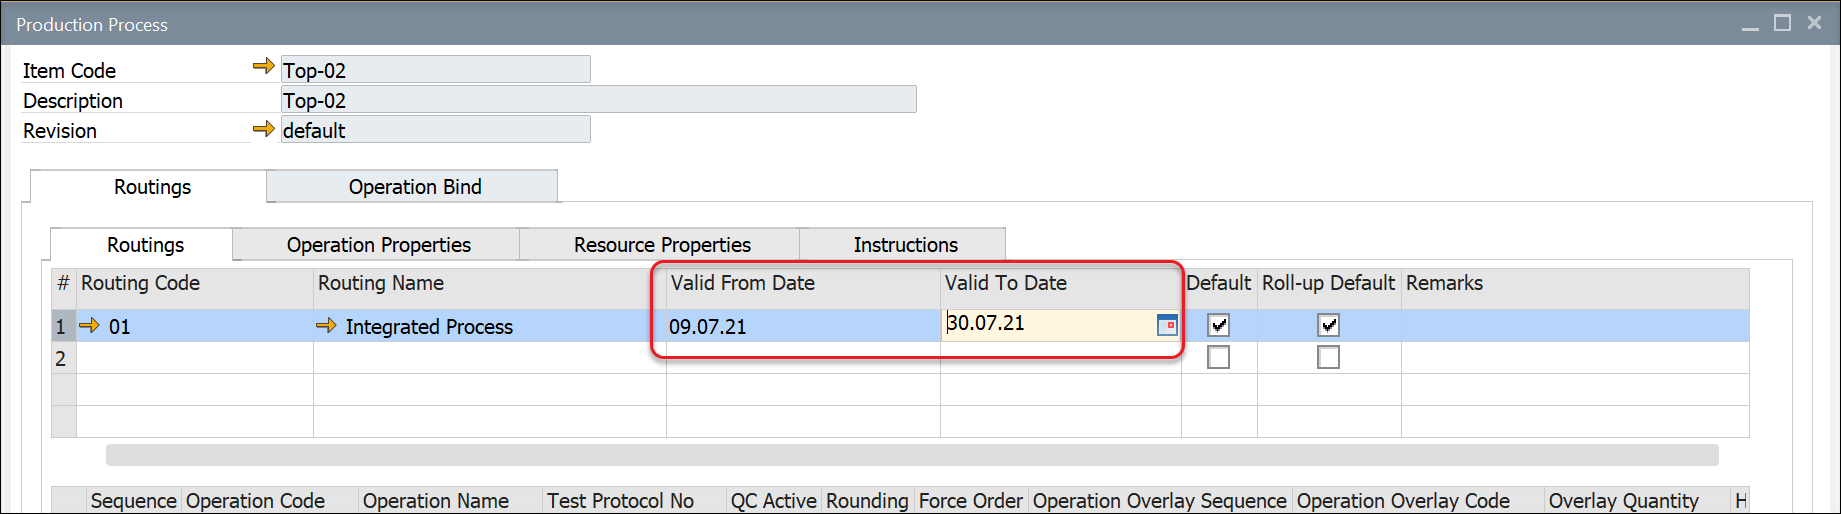 Production Process
Item Code Top-02
Description Top-02
Revision default
Routings Operation Bind
Routings Operation Properties Resource Properties Instructions
# Routing Code Routing Name Valid From Date Valid To Date Default Roll-up Default Remarks
1 01 Integrated Process 09.07.21 30.07.21
2
Sequence Operation Code Operation Name Test Protocol No QC Active Rounding Force Order Operation Overlay Sequence Operation Overlay Code Overlay Quantity H